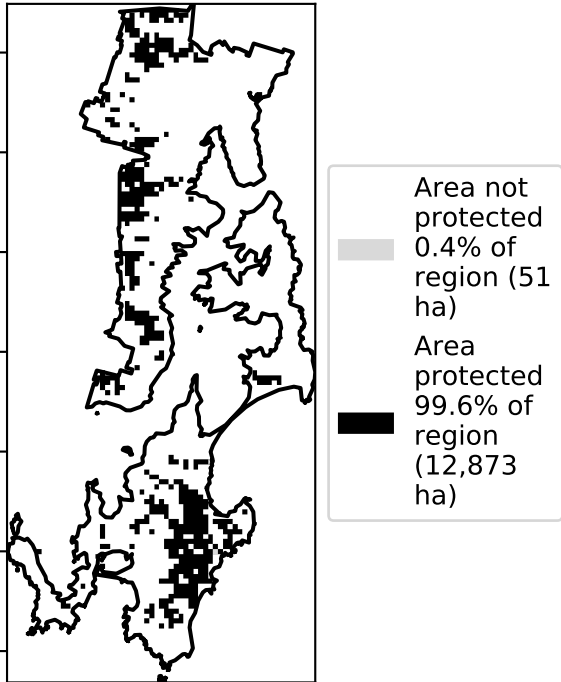 Area not
protected
0.4% of
region (51
ha)
Area
protected
99.6% of
region
(12,873
ha)